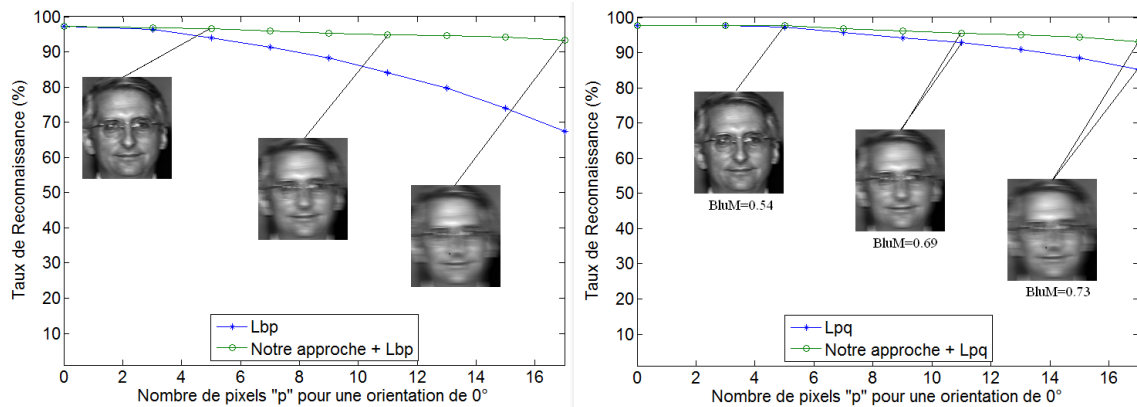 100
90
80
70
60
50
40
30
20
10
Taux de Reconnaissance (%)
Lbp
Notre approche + Lbp
0 2 4 6 8 10 12 14 16
Nombre de pixels "p" pour une orientation de 0°
100
90
80
70
60
50
40
30
20
10
Taux de Reconnaissance (%)
BluM=0.54
BluM=0.69
BluM=0.73
Lpq
Notre approche + Lpq
0 2 4 6 8 10 12 14 16
Nombre de pixels "p" pour une orientation de 0°